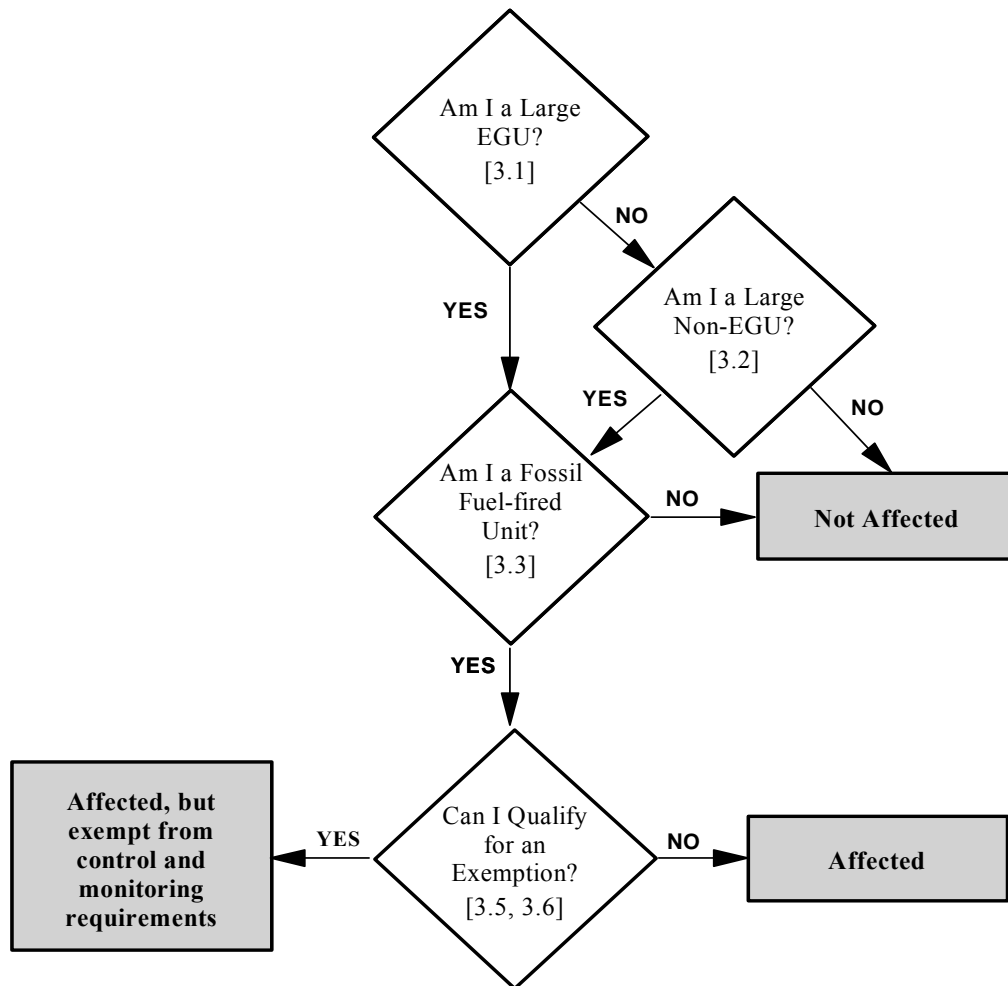 Am I a Large
EGU?
[3.1]
NO
YES
Am I a Large
Non-EGU?
[3.2]
YES
NO
Am I a Fossil
Fuel-fired
Unit?
[3.3]
NO
Not Affected
YES
Can I Qualify
for an
Exemption?
[3.5, 3.6]
YES
Affected, but
exempt from
control and
monitoring
requirements
NO
Affected